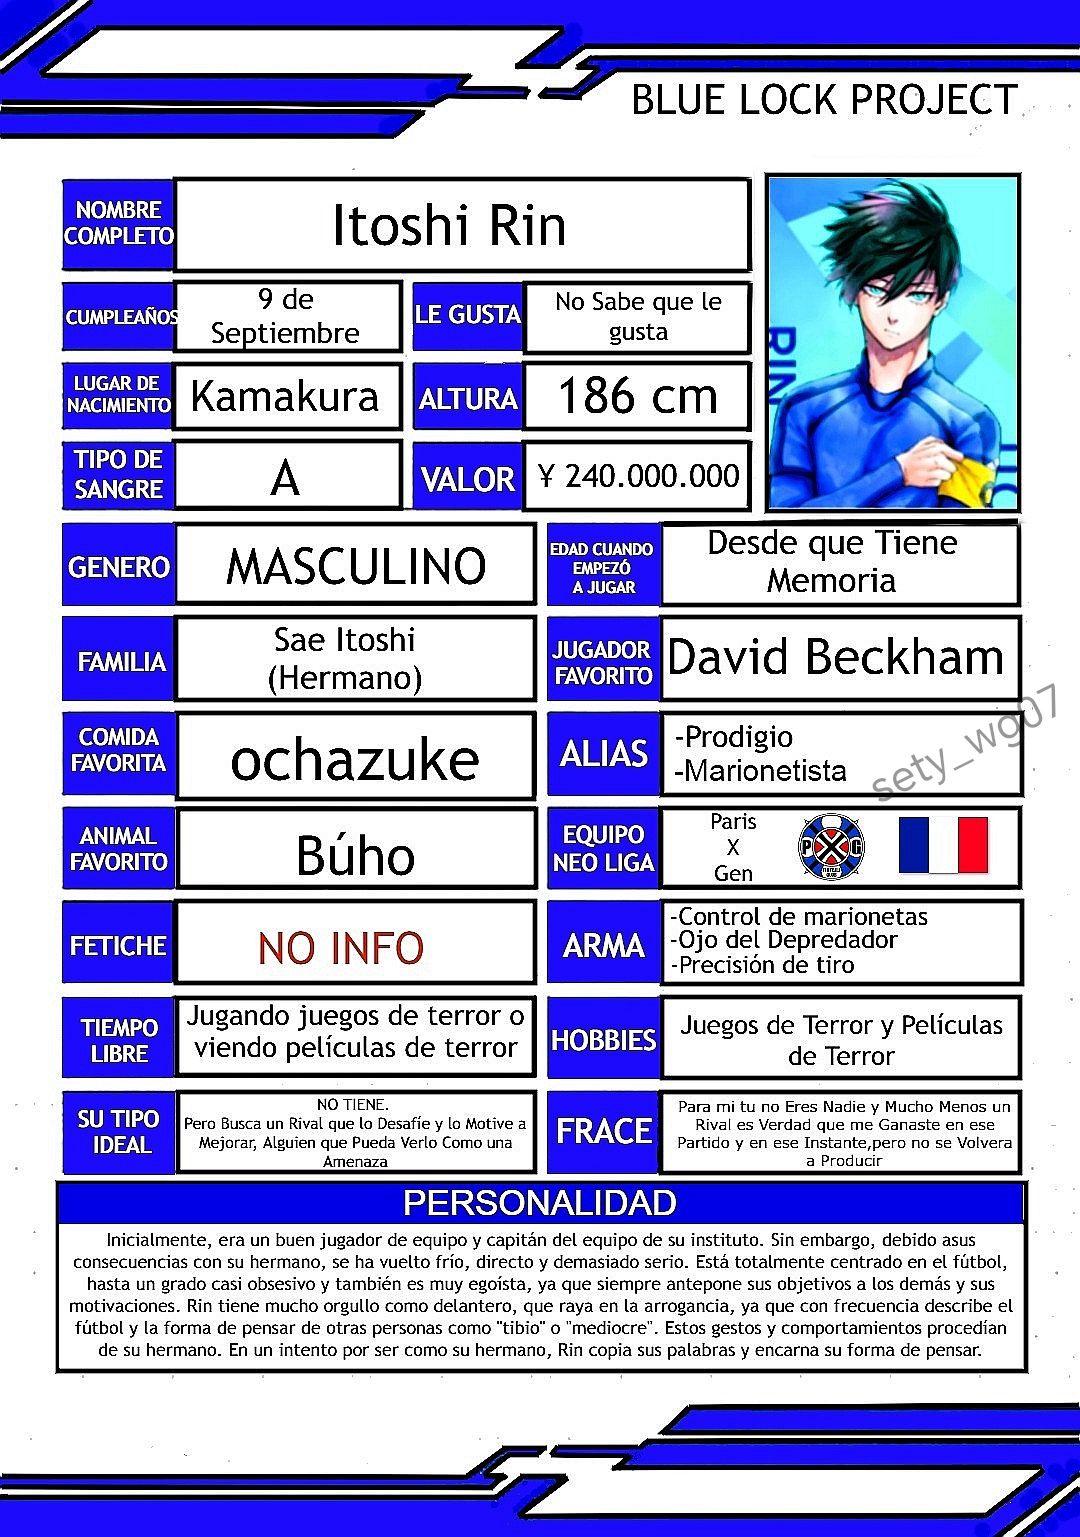 BLUE LOCK PROJECT
NOMBRE
COMPLETO
Itoshi Rin
CUMPLEAÑOS
9 de
Septiembre
LE GUSTA
No Sabe que le
gusta
LUGAR DE
NACIMIENTO
Kamakura
ALTURA
186 cm
TIPO DE
SANGRE
A
VALOR
¥ 240.000.000
RIN
GENERO
MASCULINO
EDAD CUANDO
EMPEZÓ
A JUGAR
Desde que Tiene
Memoria
FAMILIA
Sae Itoshi
(Hermano)
JUGADOR
FAVORITO
David Beckham
COMIDA
FAVORITA
ochazuke
ALIAS
-Prodigio
-Marionetista
sety_wg07
ANIMAL
FAVORITO
Búho
EQUIPO
NEO LIGA
Paris
X
Gen
P X G
FETICHE
NO INFO
ARMA
-Control de marionetas
-Ojo del Depredador
-Precisión de tiro
TIEMPO
LIBRE
Jugando juegos de terror o
viendo películas de terror
HOBBIES
Juegos de Terror y Películas
de Terror
SU TIPO
IDEAL
NO TIENE.
Pero Busca un Rival que lo Desafíe y lo Motive a
Mejorar, Alguien que Pueda Verlo Como una
Amenaza
FRACE
Para mi tu no Eres Nadie y Mucho Menos un
Rival es Verdad que me Ganaste en ese
Partido y en ese Instante,pero no se Volvera
a Producir
PERSONALIDAD
Inicialmente, era un buen jugador de equipo y capitán del equipo de su instituto. Sin embargo, debido asus
consecuencias con su hermano, se ha vuelto frío, directo y demasiado serio. Está totalmente centrado en el fútbol,
hasta un grado casi obsesivo y también es muy egoísta, ya que siempre antepone sus objetivos a los demás y sus
motivaciones. Rin tiene mucho orgullo como delantero, que raya en la arrogancia, ya que con frecuencia describe el
fútbol y la forma de pensar de otras personas como "tibio" o "mediocre". Estos gestos y comportamientos procedían
de su hermano. En un intento por ser como su hermano, Rin copia sus palabras y encarna su forma de pensar.